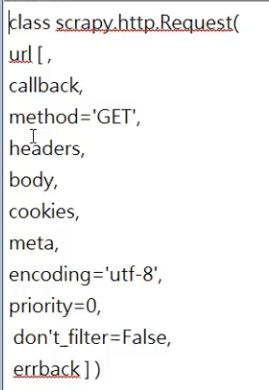 class scrapy.http.Request(
url [ ,
callback,
method='GET',
headers,
body,
cookies,
meta,
encoding='utf-8',
priority=0,
don't_filter=False,
errback ] )